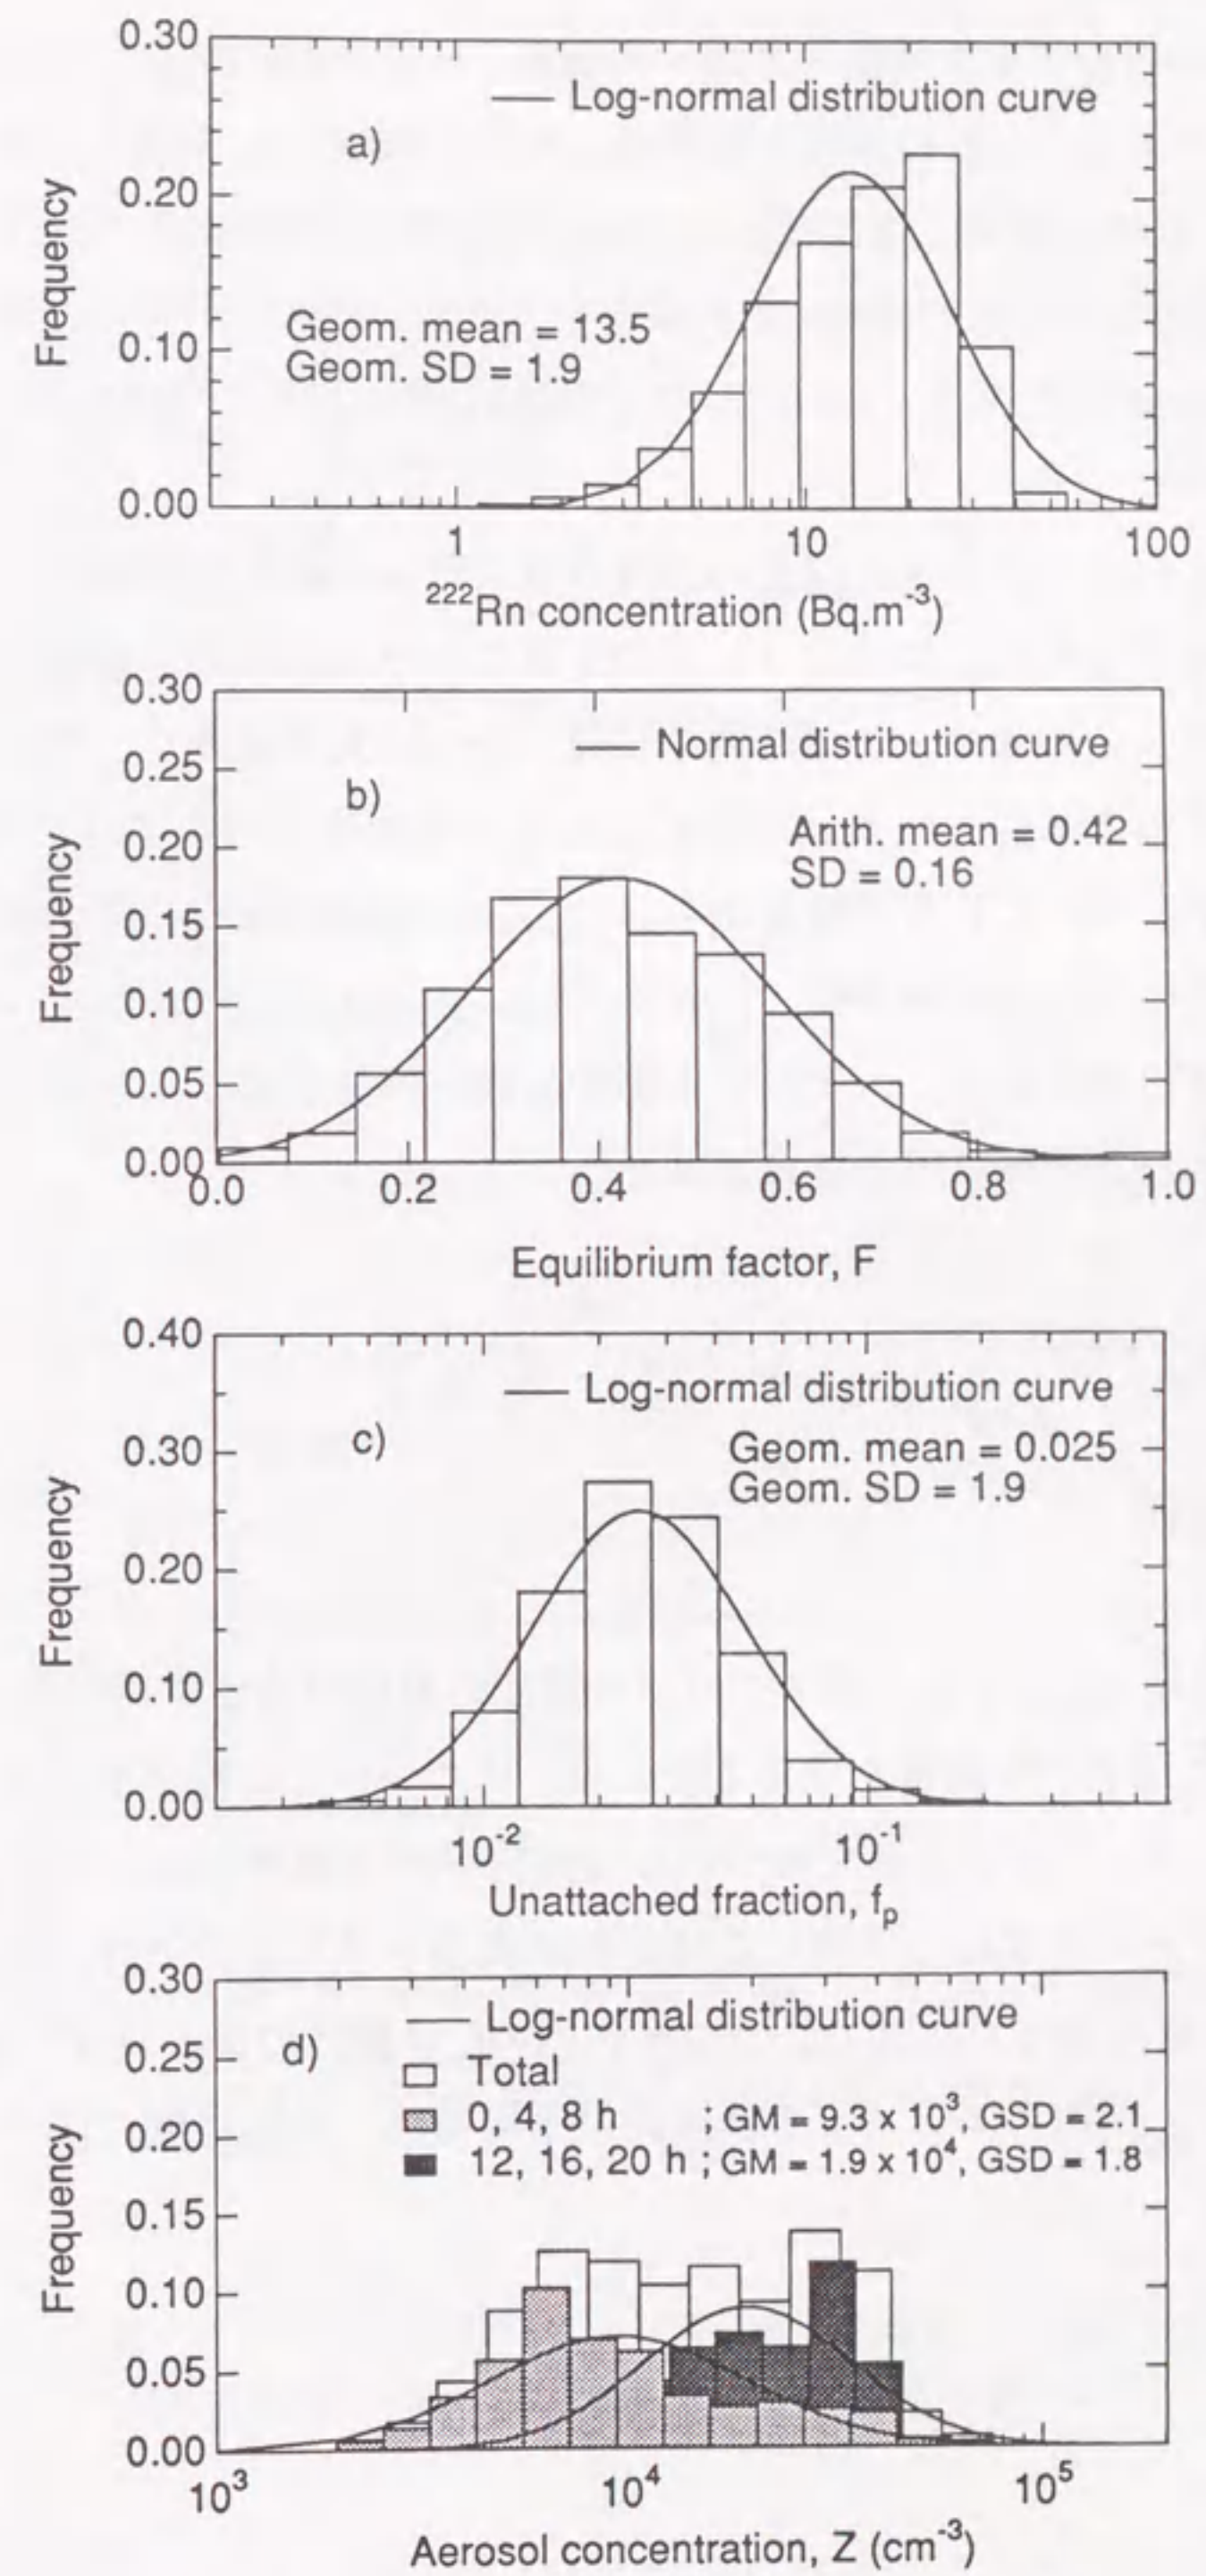 0.30
Log-normal distribution curve
a)
0.20
Frequency
Geom. mean = 13.5
0.10
Geom. SD = 1.9
0.00
1 10 100
²²²Rn concentration (Bq.m⁻³)
0.30
Normal distribution curve
0.25
b)
Arith. mean = 0.42
0.20
SD = 0.16
Frequency
0.15
0.10
0.05
0.00
0.0 0.2 0.4 0.6 0.8 1.0
Equilibrium factor, F
0.40
Log-normal distribution curve
c)
Geom. mean = 0.025
0.30
Geom. SD = 1.9
Frequency
0.20
0.10
0.00
10⁻² 10⁻¹
Unattached fraction, fₚ
0.30
Log-normal distribution curve
d)
0.25
Total
0, 4, 8 h ; GM = 9.3 x 10³, GSD = 2.1
0.20
12, 16, 20 h ; GM = 1.9 x 10⁴, GSD = 1.8
Frequency
0.15
0.10
0.05
0.00
10³ 10⁴ 10⁵
Aerosol concentration, Z (cm⁻³)